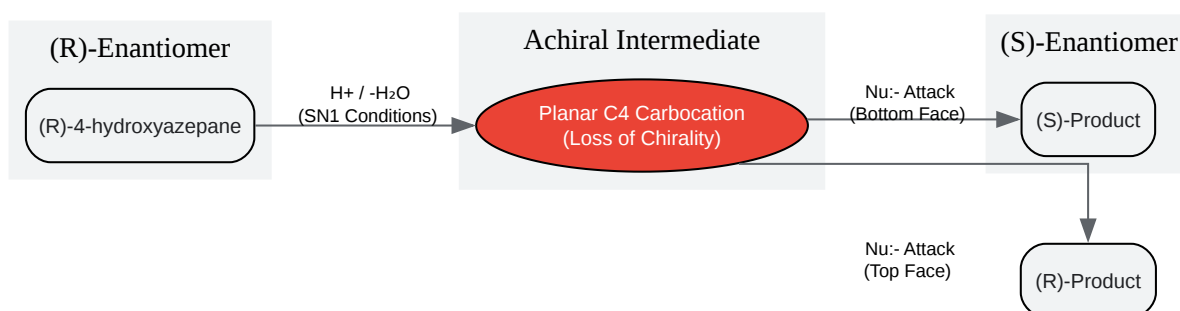 (R)-Enantiomer
(R)-4-hydroxyazepane
H+ / -H₂O
(SN1 Conditions)
Achiral Intermediate
Planar C4 Carbocation
(Loss of Chirality)
Nu:- Attack
(Bottom Face)
(S)-Enantiomer
(S)-Product
Nu:- Attack
(Top Face)
(R)-Product